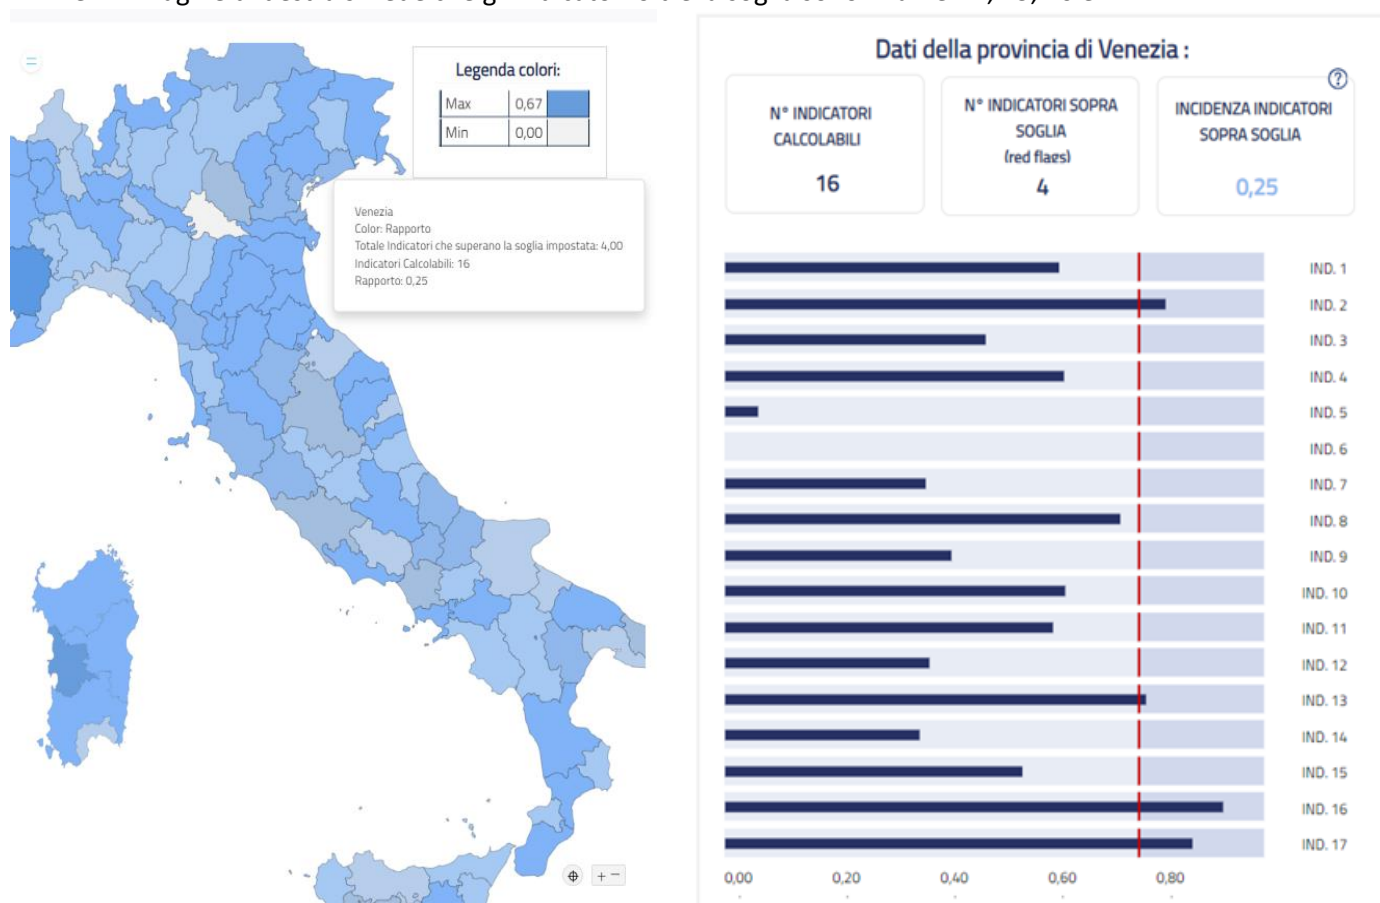 Legenda colori:
Max 0,67
Min 0,00
Venezia
Color: Rapporto
Totale Indicatori che superano la soglia impostata: 4,00
Indicatori Calcolabili: 16
Rapporto: 0,25
+ −
Dati della provincia di Venezia :
?
N° INDICATORI
CALCOLABILI
16
N° INDICATORI SOPRA
SOGLIA
(red flags)
4
INCIDENZA INDICATORI
SOPRA SOGLIA
0,25
IND. 1
IND. 2
IND. 3
IND. 4
IND. 5
IND. 6
IND. 7
IND. 8
IND. 9
IND. 10
IND. 11
IND. 12
IND. 13
IND. 14
IND. 15
IND. 16
IND. 17
0,00 0,20 0,40 0,60 0,80